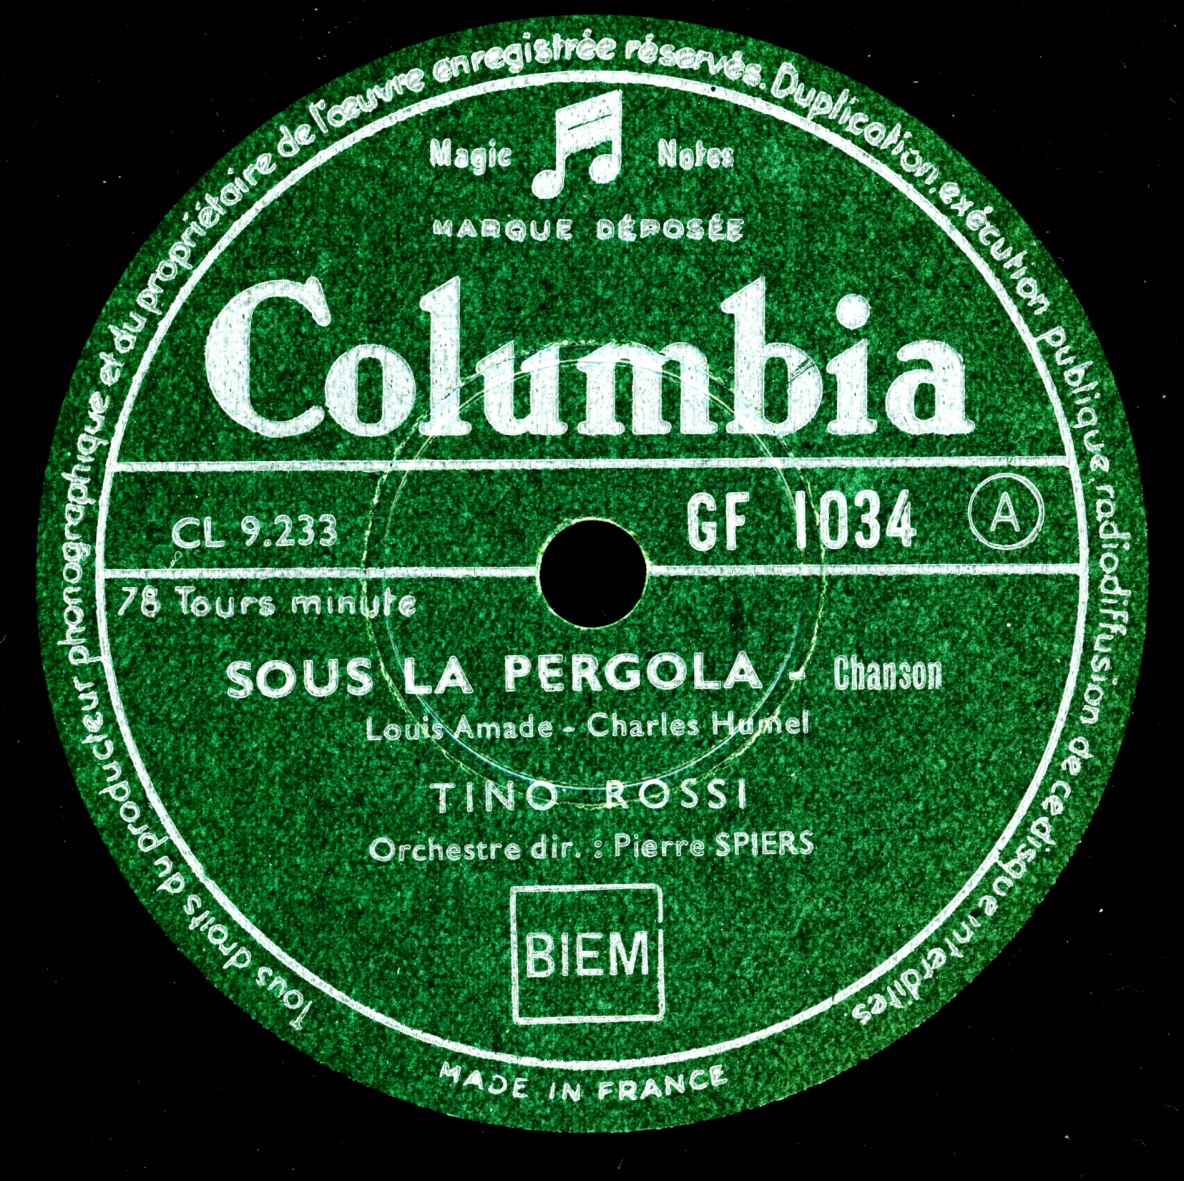 Tous droits du producteur phonographique et du propriétaire de l'œuvre enregistrée réservés. Duplication, exécution publique, radiodiffusion de ce disque interdites.
Magic Notes
MARQUE DÉPOSÉE
Columbia
CL 9.233 GF 1034 A
78 Tours minute
SOUS LA PERGOLA - Chanson
Louis Amade - Charles Humel
TINO ROSSI
Orchestre dir. : Pierre SPIERS
BIEM
MADE IN FRANCE